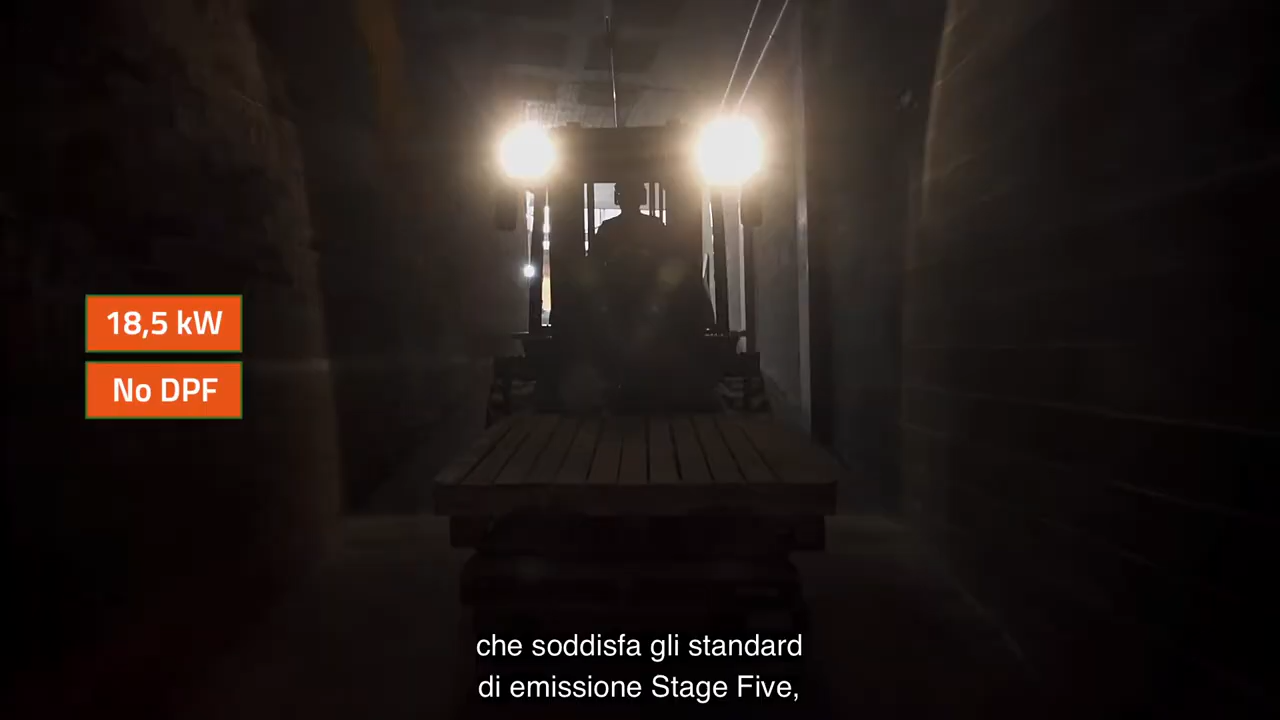 18,5 kW
No DPF
che soddisfa gli standard
di emissione Stage Five,